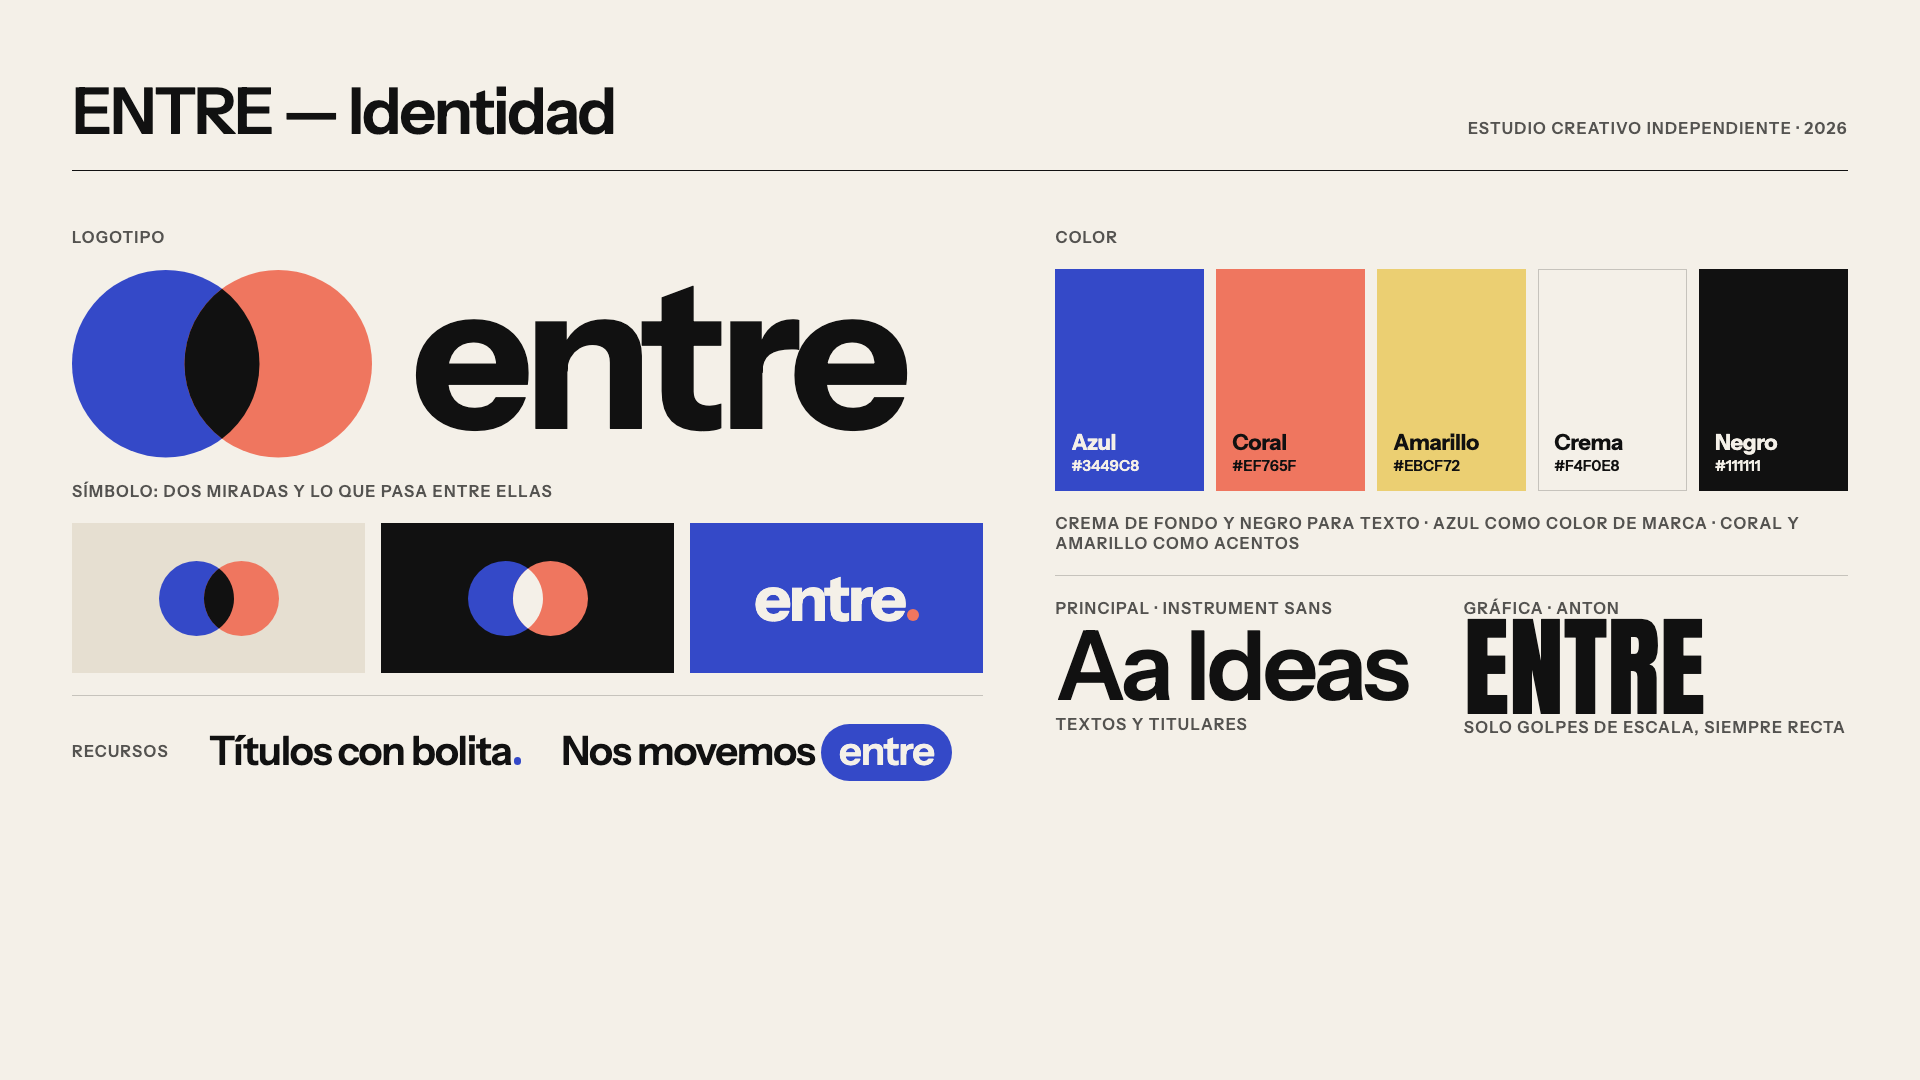 ENTRE — Identidad
ESTUDIO CREATIVO INDEPENDIENTE · 2026
LOGOTIPO
entre
SÍMBOLO: DOS MIRADAS Y LO QUE PASA ENTRE ELLAS
entre.
RECURSOS
Títulos con bolita.
Nos movemos entre
COLOR
Azul
#3449C8
Coral
#EF765F
Amarillo
#EBCF72
Crema
#F4F0E8
Negro
#111111
CREMA DE FONDO Y NEGRO PARA TEXTO · AZUL COMO COLOR DE MARCA · CORAL Y
AMARILLO COMO ACENTOS
PRINCIPAL · INSTRUMENT SANS
Aa Ideas
TEXTOS Y TITULARES
GRÁFICA · ANTON
ENTRE
SOLO GOLPES DE ESCALA, SIEMPRE RECTA